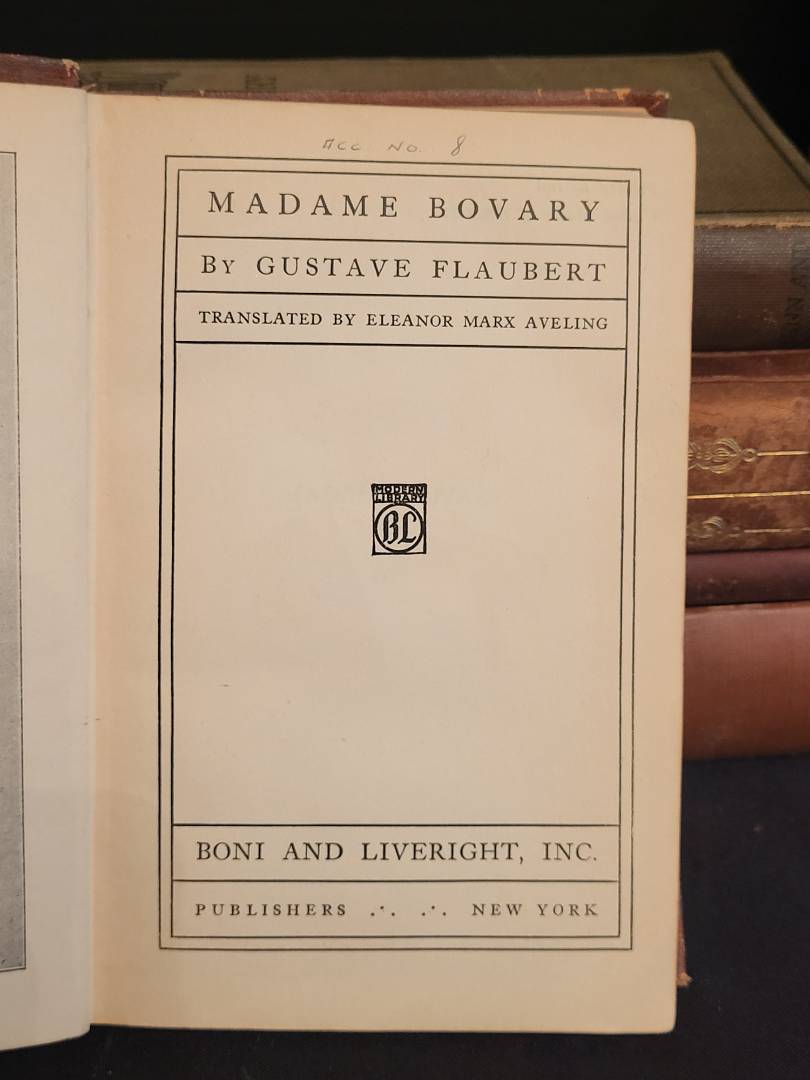 Acc No. 8
MADAME BOVARY
BY GUSTAVE FLAUBERT
TRANSLATED BY ELEANOR MARX AVELING
MODERN
LIBRARY
BL
BONI AND LIVERIGHT, INC.
PUBLISHERS .·. .·. NEW YORK